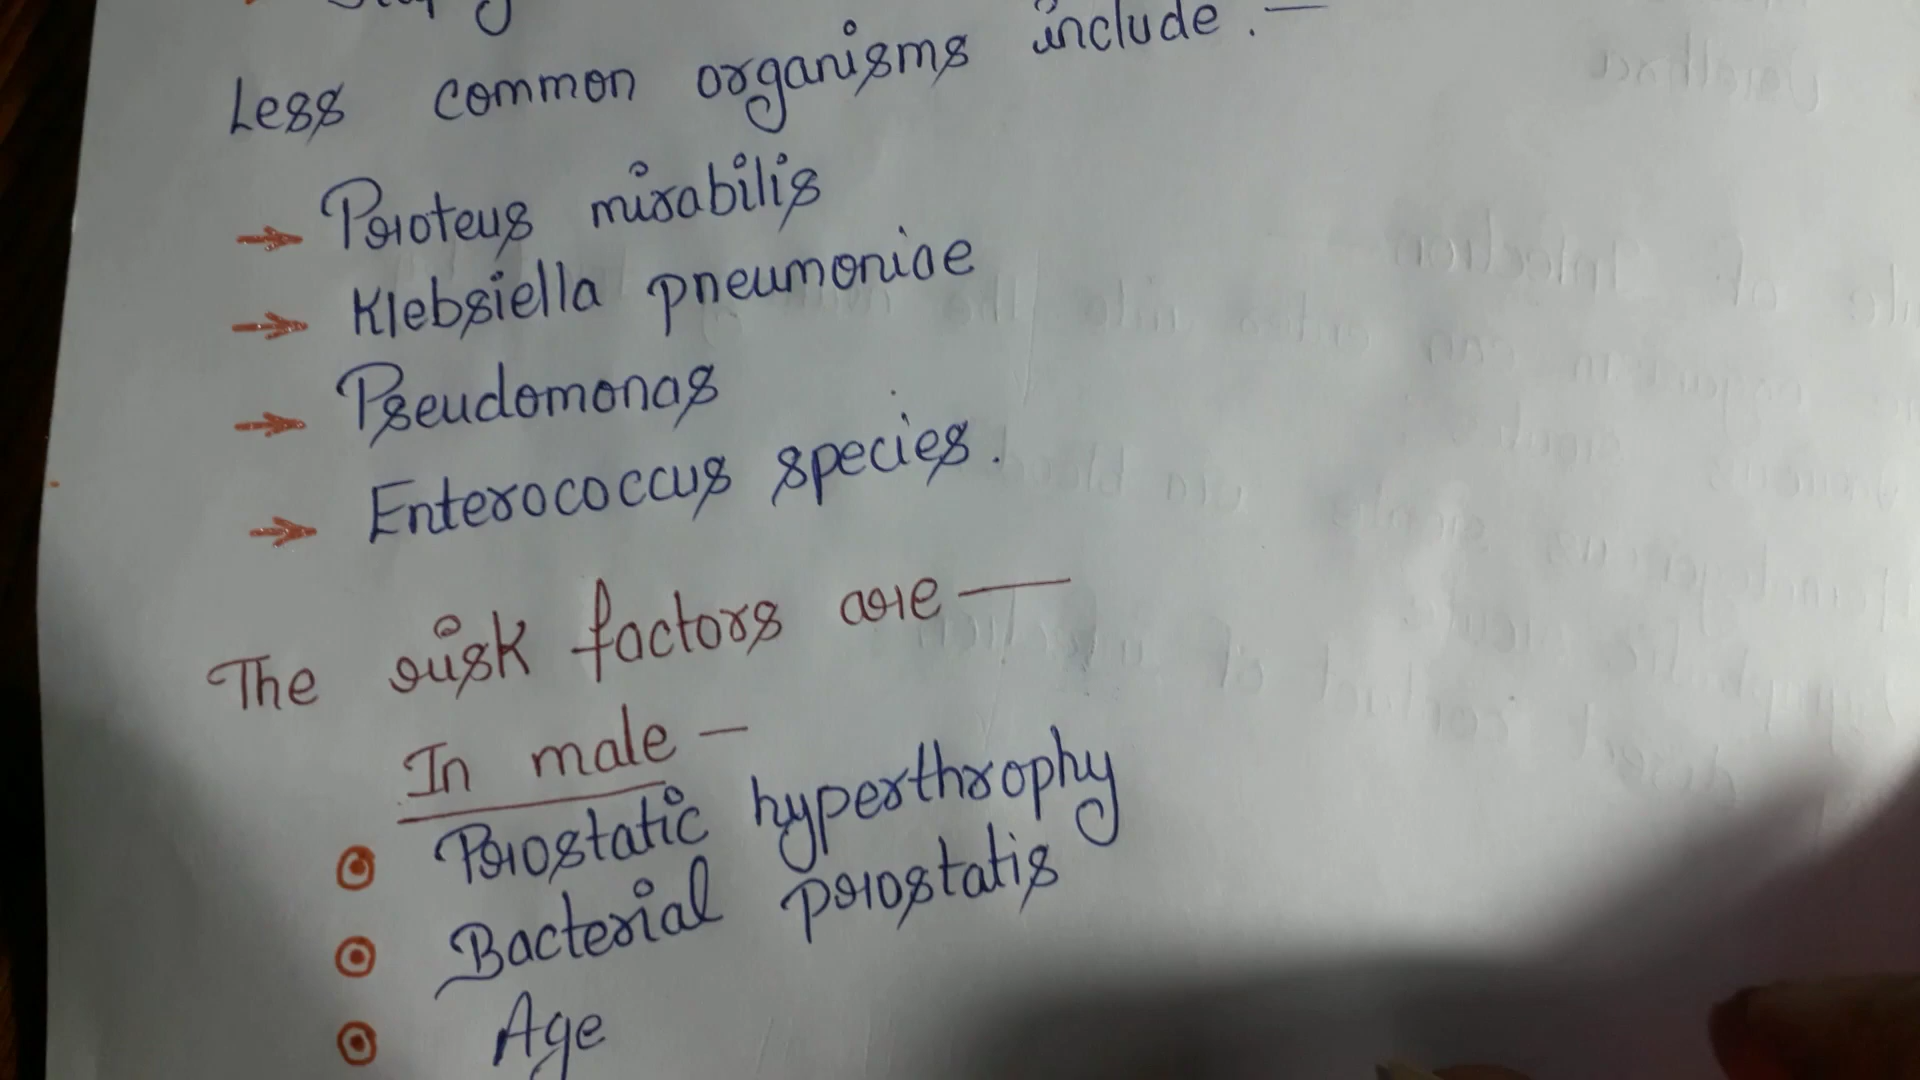 Less common organisms include. —
→ Proteus mirabilis
→ Klebsiella pneumoniae
→ Pseudomonas
→ Enterococcus species.
The risk factors are —
In male —
Prostatic hyperthrophy
Bacterial prostatis
Age